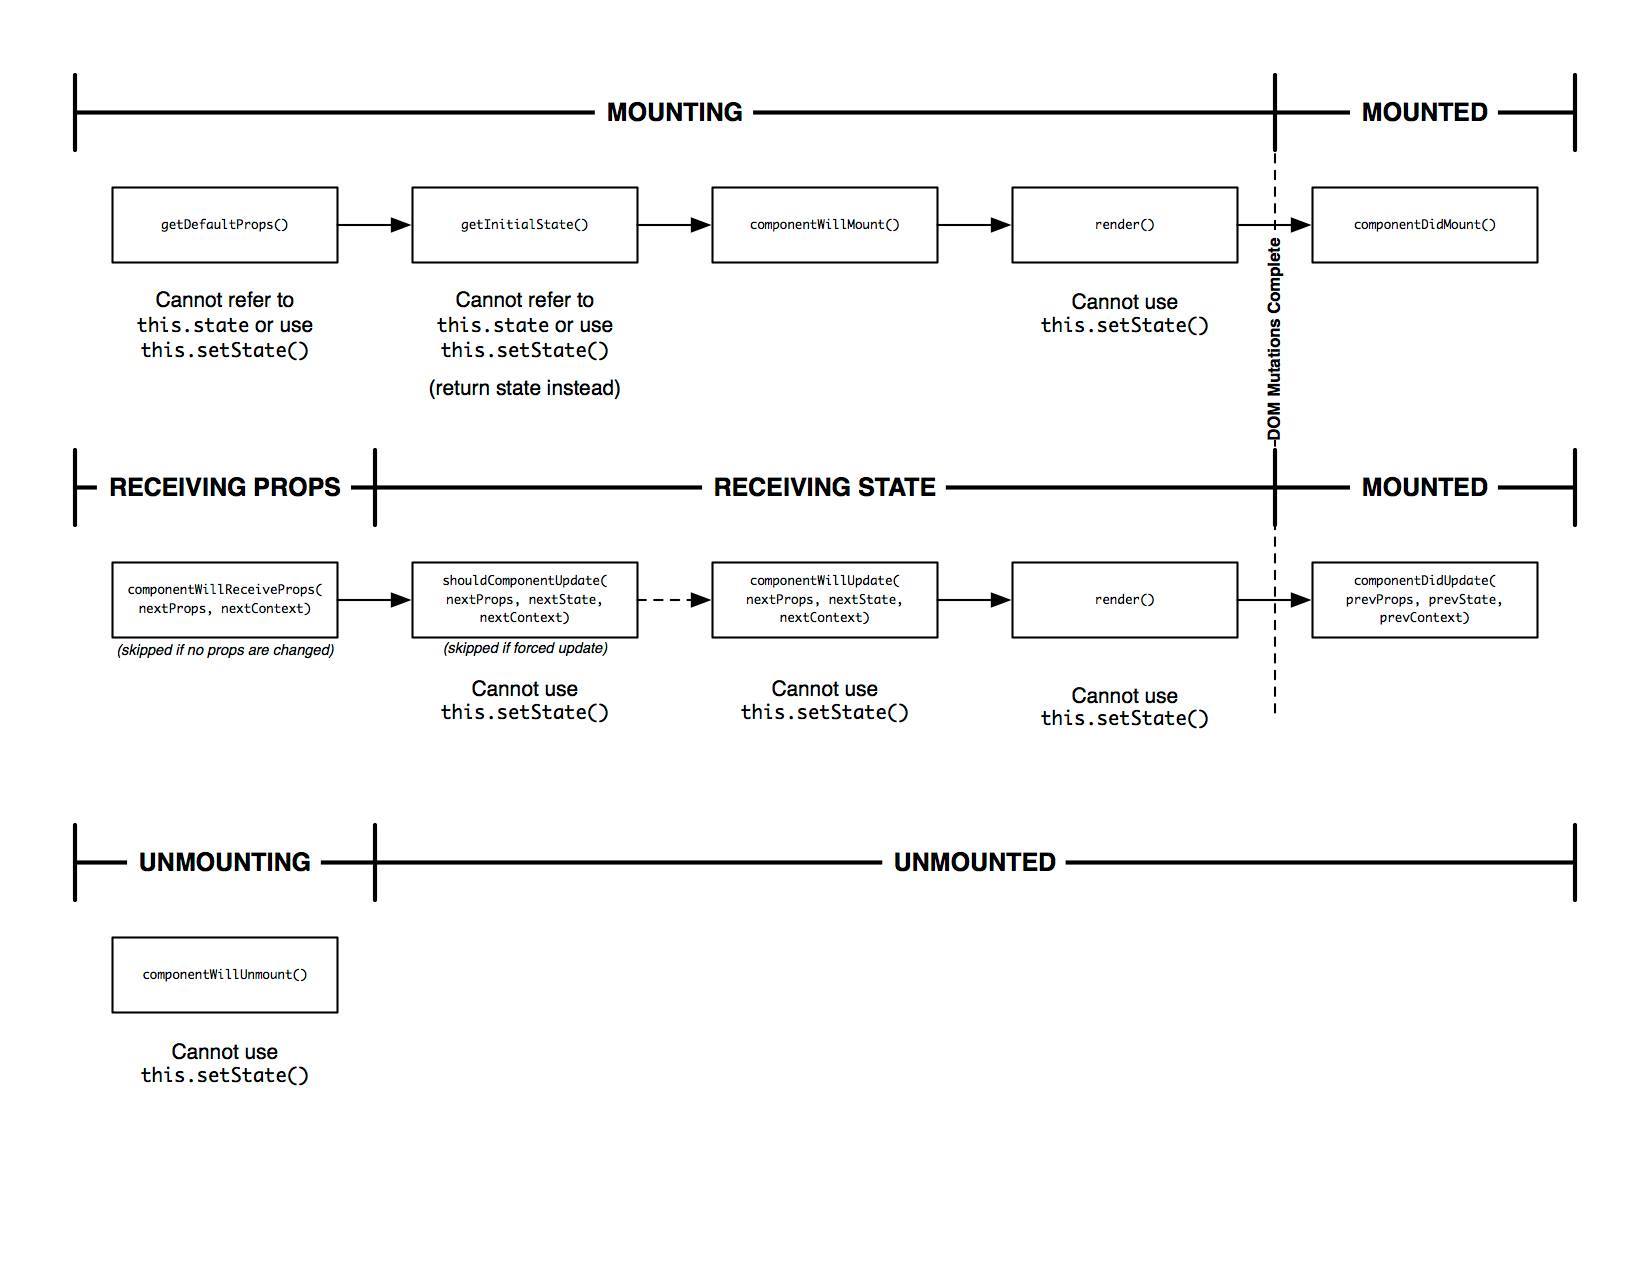 MOUNTING
MOUNTED
getDefaultProps()
getInitialState()
componentWillMount()
render()
componentDidMount()
Cannot refer to
this.state or use
this.setState()
Cannot refer to
this.state or use
this.setState()
(return state instead)
Cannot use
this.setState()
DOM Mutations Complete
RECEIVING PROPS
RECEIVING STATE
MOUNTED
componentWillReceiveProps(
nextProps, nextContext)
(skipped if no props are changed)
shouldComponentUpdate(
nextProps, nextState,
nextContext)
(skipped if forced update)
Cannot use
this.setState()
componentWillUpdate(
nextProps, nextState,
nextContext)
Cannot use
this.setState()
render()
Cannot use
this.setState()
componentDidUpdate(
prevProps, prevState,
prevContext)
UNMOUNTING
UNMOUNTED
componentWillUnmount()
Cannot use
this.setState()